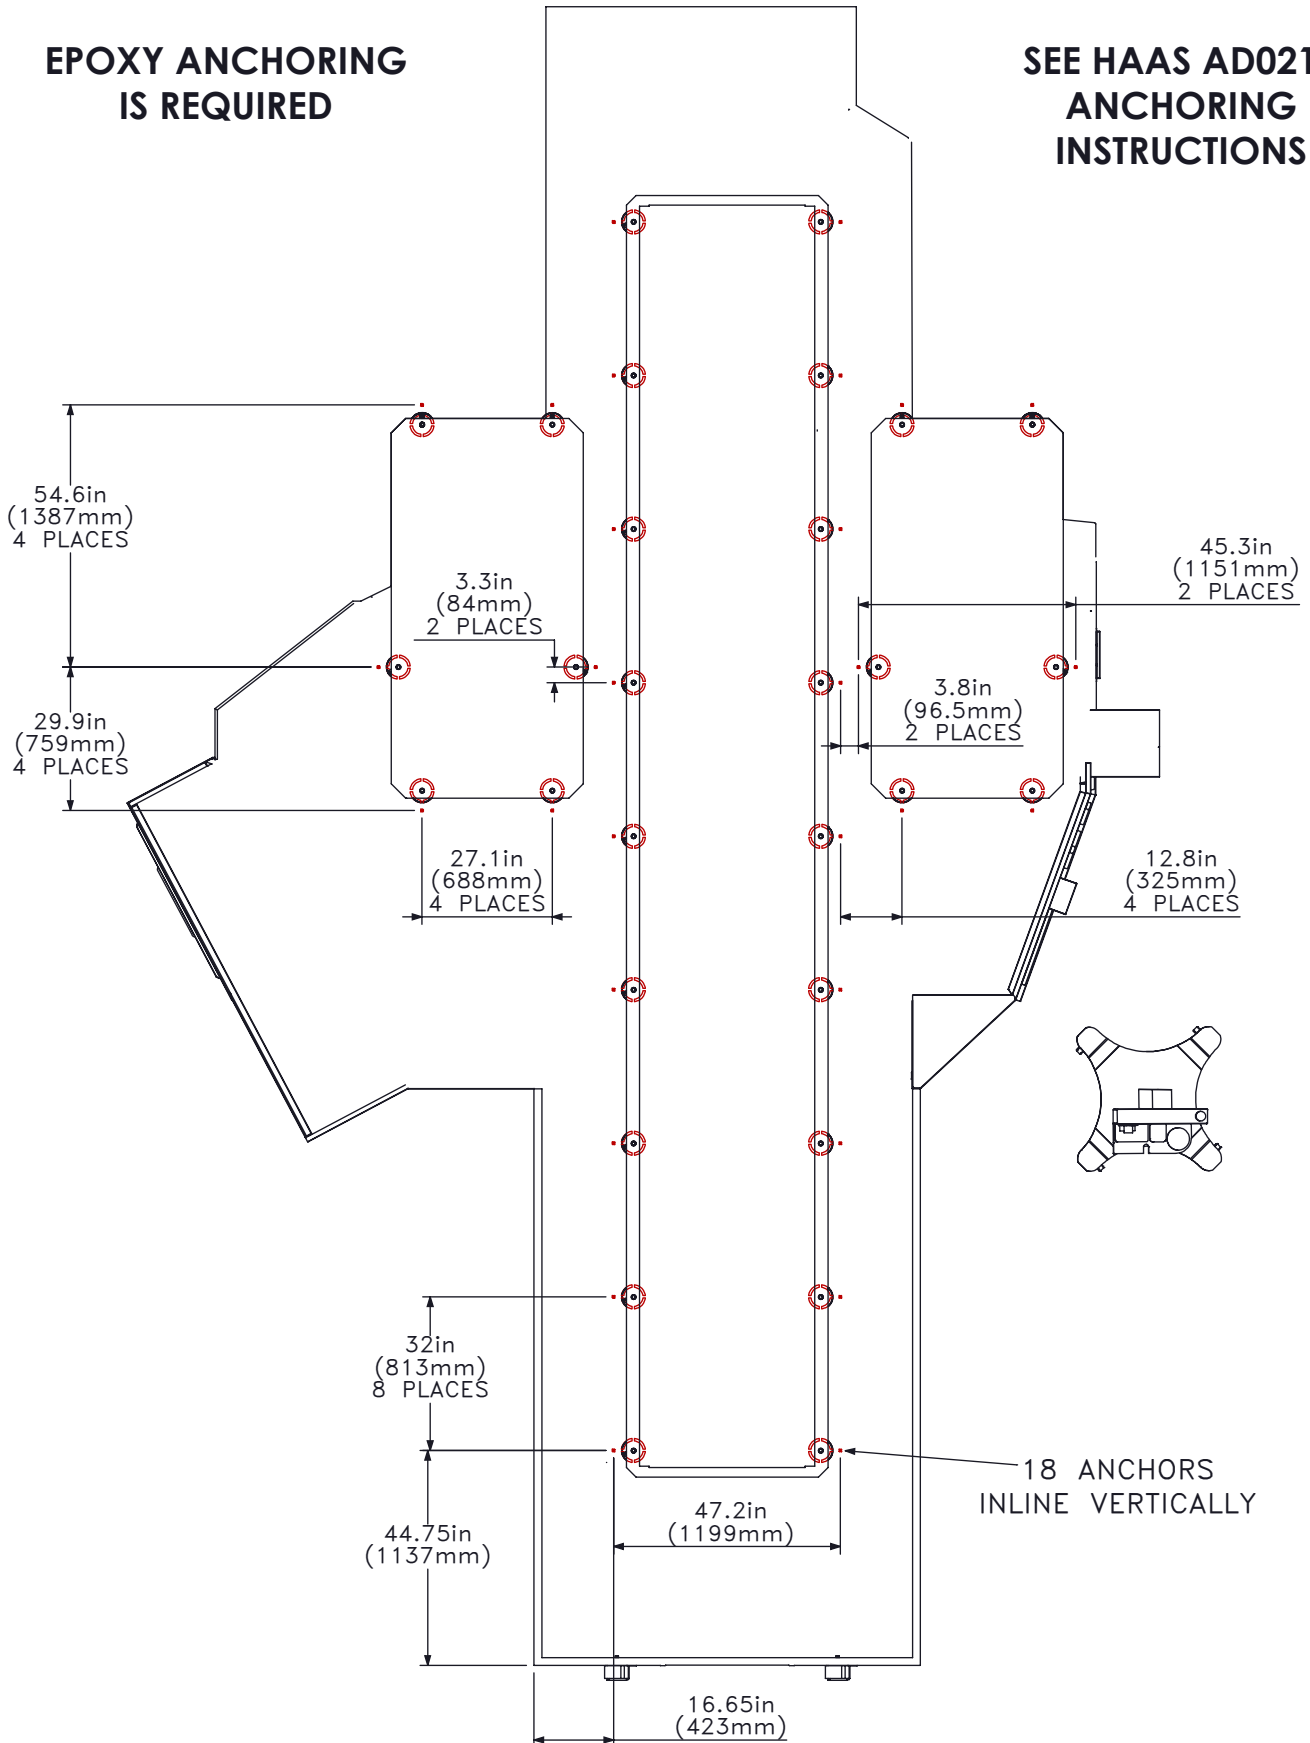 EPOXY ANCHORING
IS REQUIRED
SEE HAAS AD021
ANCHORING
INSTRUCTIONS
54.6in
(1387mm)
4 PLACES
3.3in
(84mm)
2 PLACES
45.3in
(1151mm)
2 PLACES
29.9in
(759mm)
4 PLACES
3.8in
(96.5mm)
2 PLACES
27.1in
(688mm)
4 PLACES
12.8in
(325mm)
4 PLACES
32in
(813mm)
8 PLACES
18 ANCHORS
INLINE VERTICALLY
47.2in
(1199mm)
44.75in
(1137mm)
16.65in
(423mm)